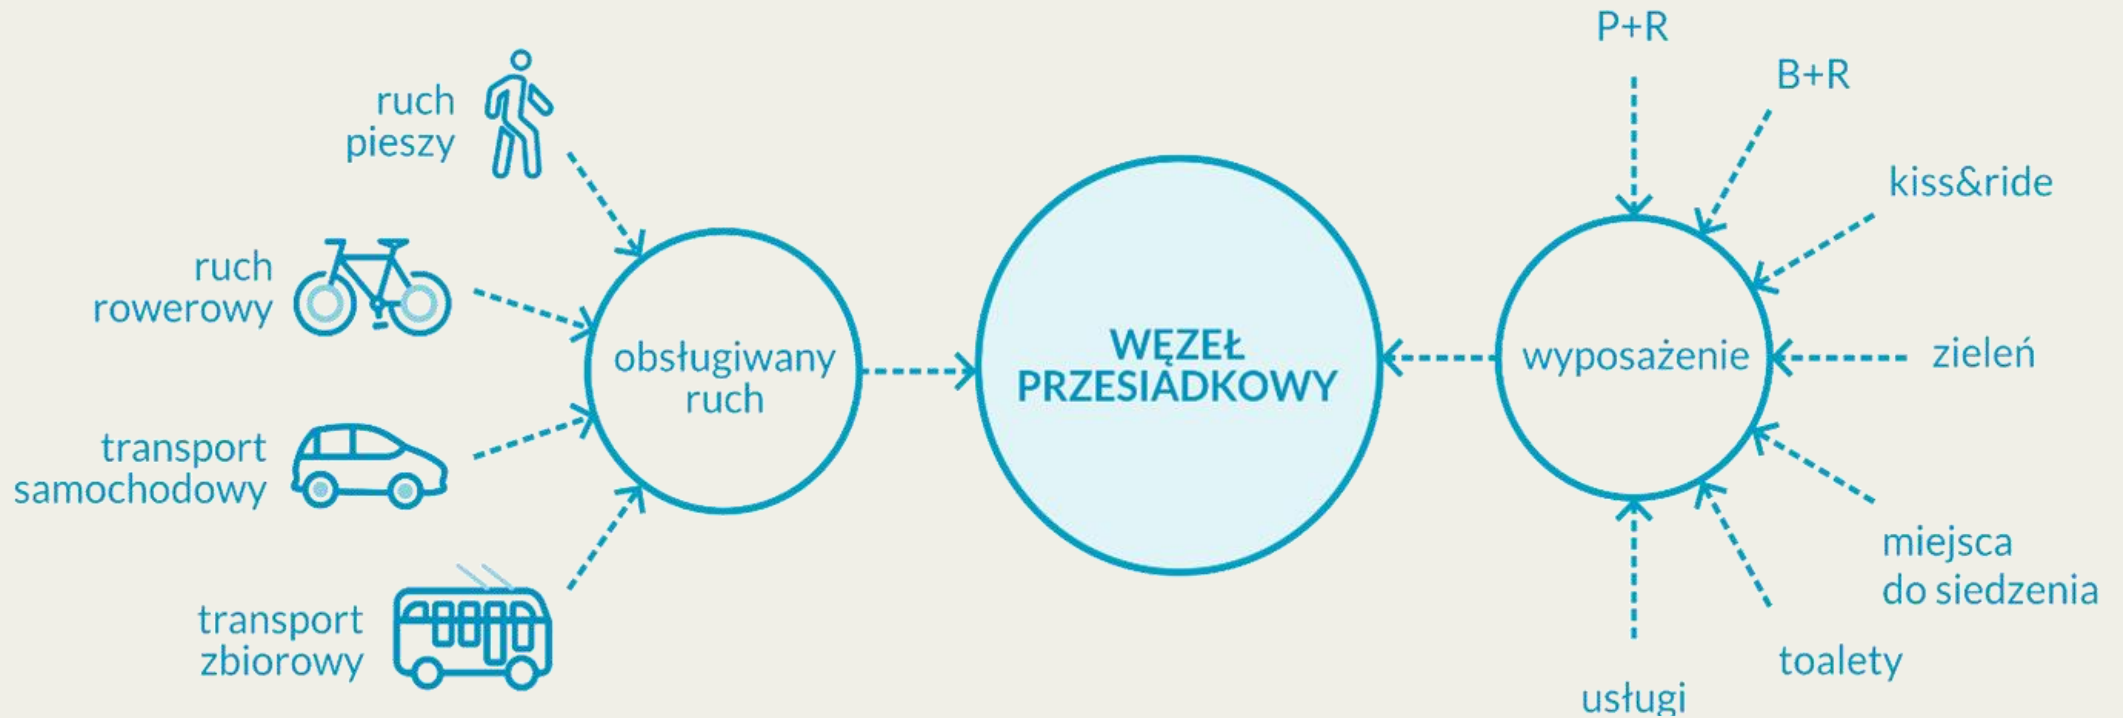 ruch
pieszy
ruch
rowerowy
transport
samochodowy
transport
zbiorowy
obsługiwany
ruch
WĘZEŁ
PRZESIADKOWY
wyposażenie
P+R
B+R
kiss&ride
zieleń
miejsca
do siedzenia
toalety
usługi